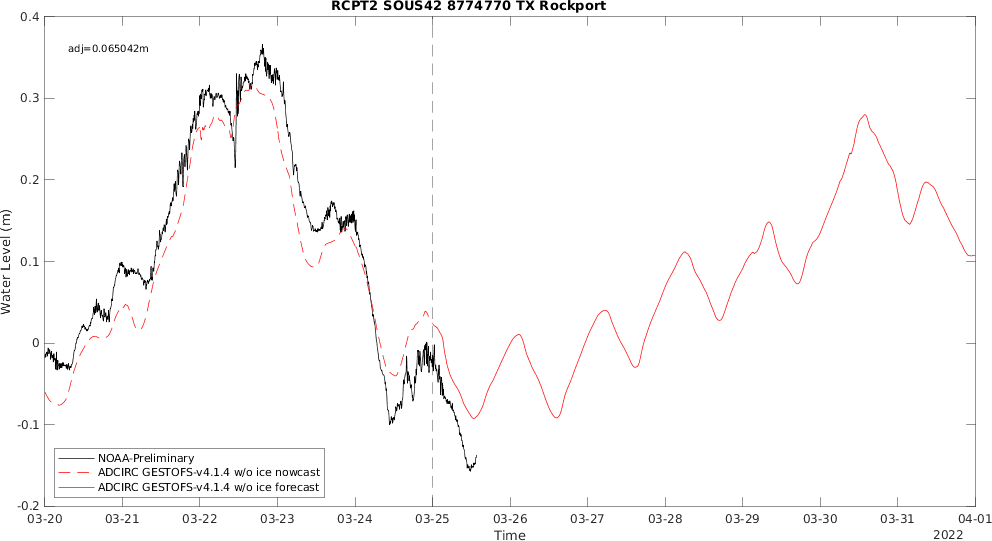 RCPT2 SOUS42 8774770 TX Rockport
adj=0.065042m
Water Level (m)
0.4
0.3
0.2
0.1
0
-0.1
-0.2
NOAA-Preliminary
ADCIRC GESTOFS-v4.1.4 w/o ice nowcast
ADCIRC GESTOFS-v4.1.4 w/o ice forecast
03-20 03-21 03-22 03-23 03-24 03-25 03-26 03-27 03-28 03-29 03-30 03-31 04-01
Time
2022